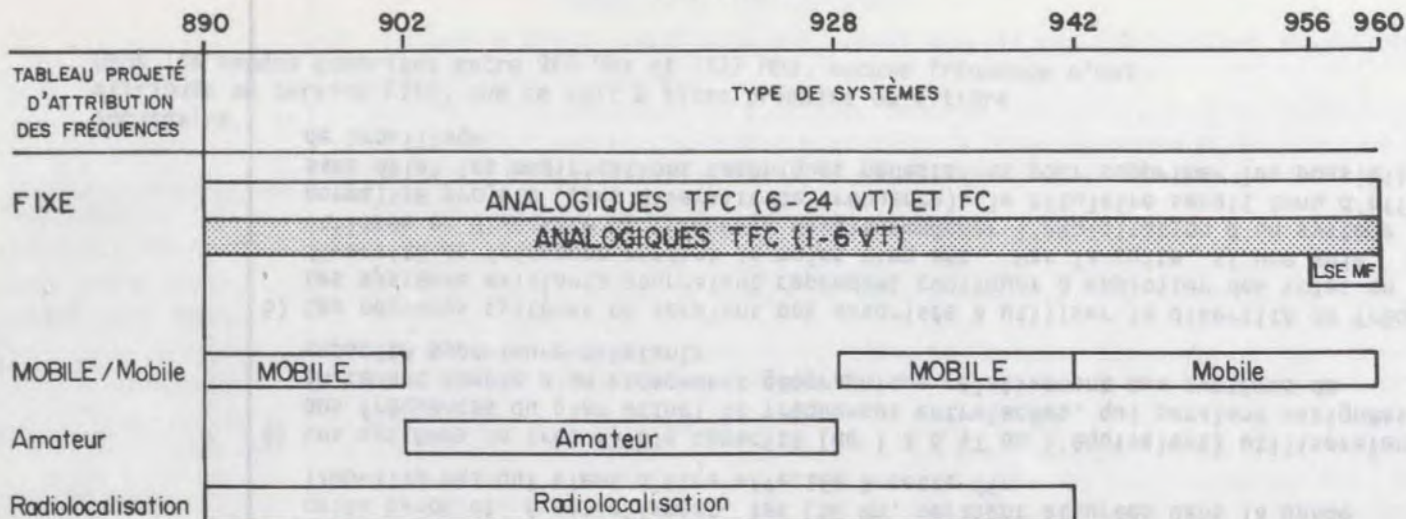 890 902 928 942 956 960
TABLEAU PROJETÉ
D'ATTRIBUTION
DES FRÉQUENCES
TYPE DE SYSTÈMES
FIXE
ANALOGIQUES TFC (6-24 VT) ET FC
ANALOGIQUES TFC (1-6 VT)
LSE MF
MOBILE/Mobile MOBILE MOBILE Mobile
Amateur Amateur
Radiolocalisation Radiolocalisation